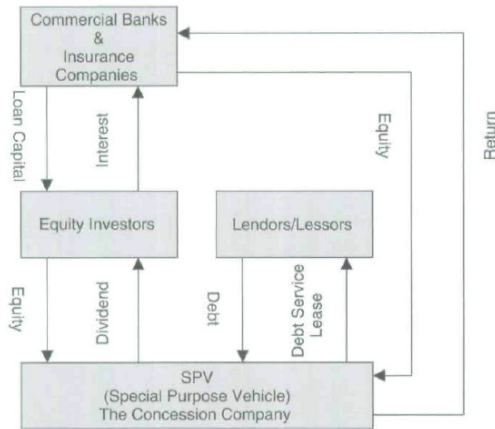 Commercial Banks
&
Insurance
Companies
Loan Capital
Interest
Equity
Return
Equity Investors
Lendors/Lessors
Equity
Dividend
Debt
Debt Service
Lease
SPV
(Special Purpose Vehicle)
The Concession Company